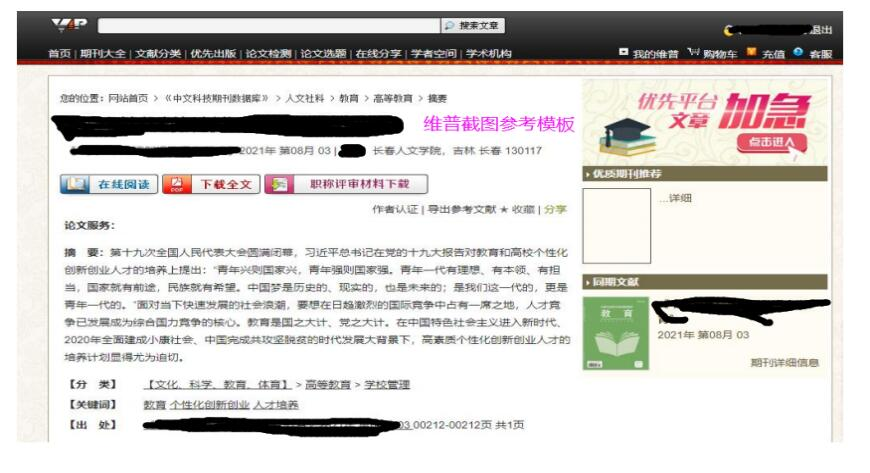 搜索文章
退出
首页|期刊大全|文献分类|优先出版|论文检测|论文选题|在线分享|学者空间|学术机构
我的维普 购物车 充值 客服
您的位置：网站首页 > 《中文科技期刊数据库》 > 人文社科 > 教育 > 高等教育 > 摘要
维普截图参考模板
2021年 第08月 03 | 长春人文学院，吉林 长春 130117
在线阅读 下载全文 职称评审材料下载
PDF
作者认证 | 导出参考文献 ★ 收藏 | 分享
论文服务：
摘 要：第十九次全国人民代表大会圆满闭幕，习近平总书记在党的十九大报告对教育和高校个性化
创新创业人才的培养上提出：“青年兴则国家兴，青年强则国家强。青年一代有理想、有本领、有担
当，国家就有前途，民族就有希望。中国梦是历史的、现实的，也是未来的；是我们这一代的，更是
青年一代的。”面对当下快速发展的社会浪潮，要想在日趋激烈的国际竞争中占有一席之地，人才竞
争已发展成为综合国力竞争的核心。教育是国之大计、党之大计。在中国特色社会主义进入新时代、
2020年全面建成小康社会、中国完成共攻坚脱贫的时代发展大背景下，高素质个性化创新创业人才的
培养计划显得尤为迫切。
【分 类】 【文化、科学、教育、体育】 > 高等教育 > 学校管理
【关键词】 教育 个性化创新创业 人才培养
【出 处】 03 00212-00212页 共1页
优先平台
文章
加急
点击进入
优质期刊推荐
...详细
同期文献
教 育
2021年 第08月 03
期刊详细信息